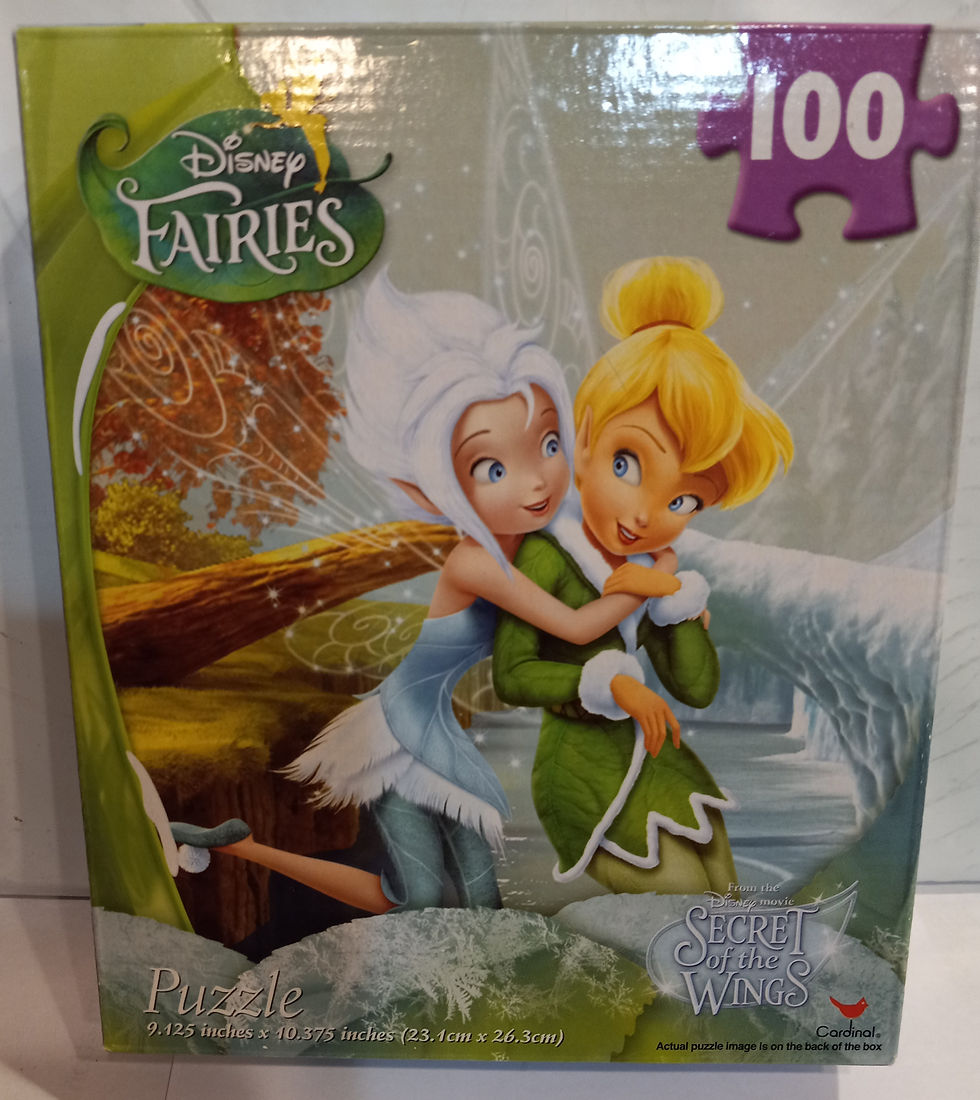 100
Disney
FAIRIES
From the
Disney movie
SECRET
of the
WINGS
Puzzle
9.125 inches x 10.375 inches (23.1cm x 26.3cm)
Cardinal®
Actual puzzle image is on the back of the box